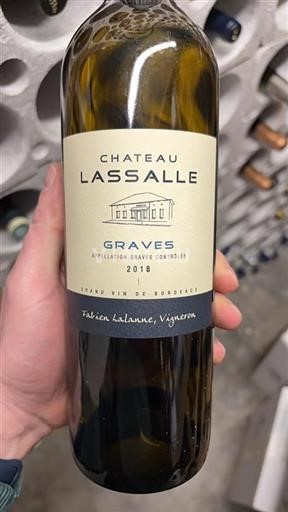 CHATEAU
LASSALLE
GRAVES
APPELLATION GRAVES CONTRÔLÉE
2018
GRAND VIN DE BORDEAUX
Fabien Lalanne, Vigneron